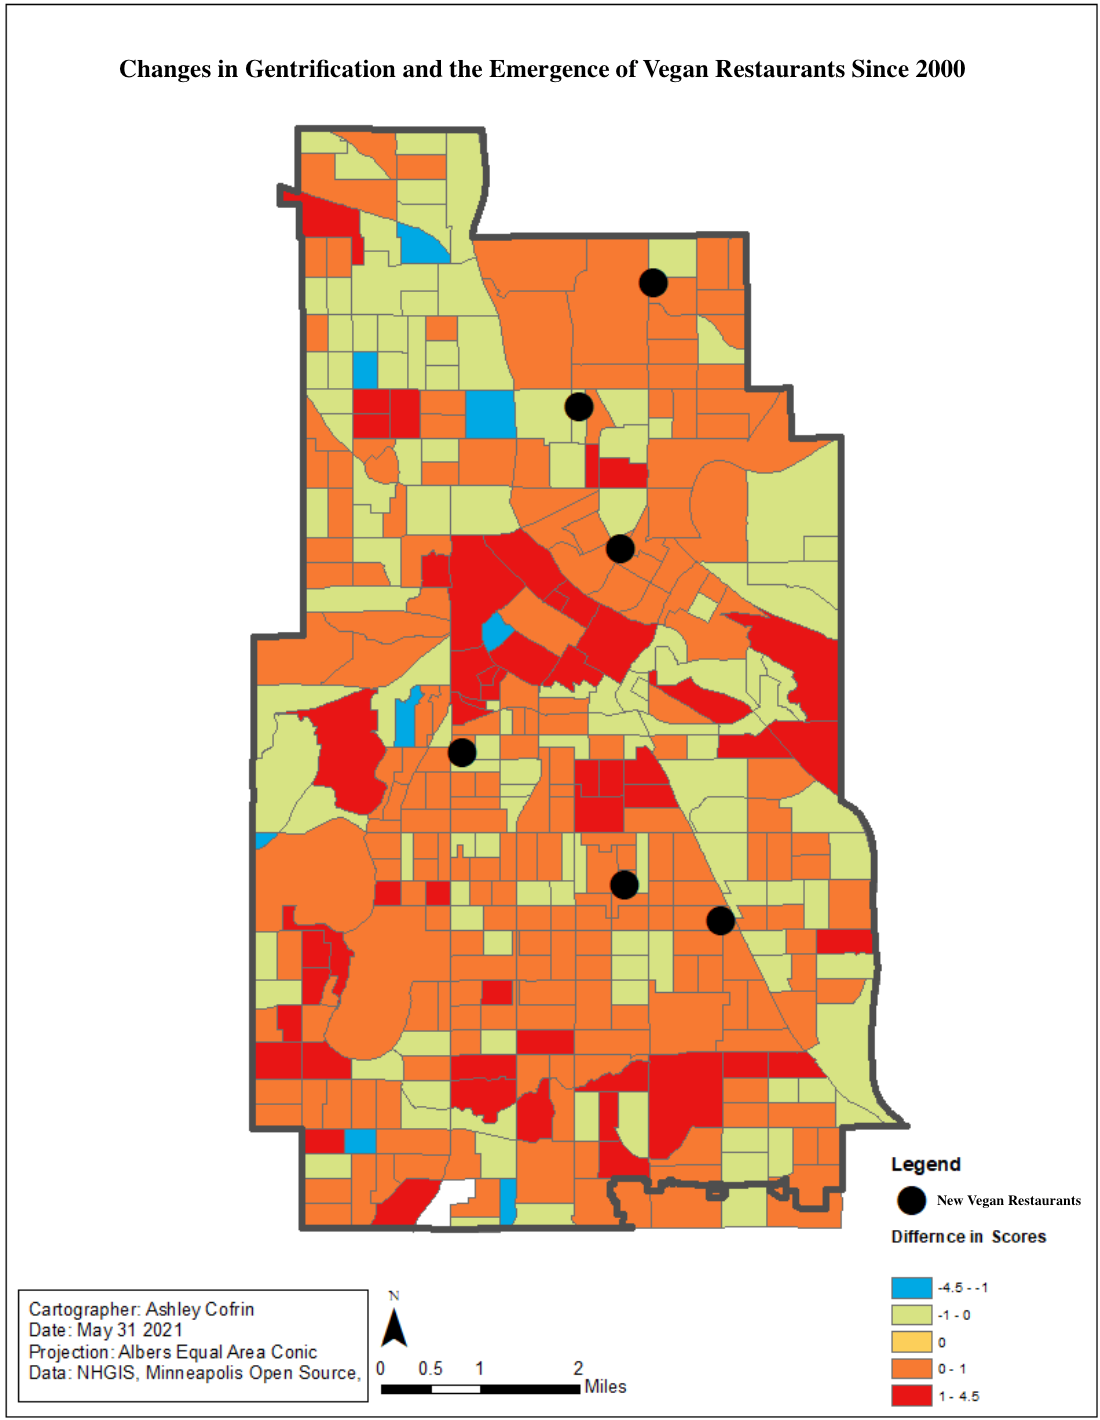 Changes in Gentrification and the Emergence of Vegan Restaurants Since 2000
Legend
New Vegan Restaurants
Differnce in Scores
-4.5 - -1
-1 - 0
0
0 - 1
1 - 4.5
Cartographer: Ashley Cofrin
Date: May 31 2021
Projection: Albers Equal Area Conic
Data: NHGIS, Minneapolis Open Source,
N
0 0.5 1 2
Miles